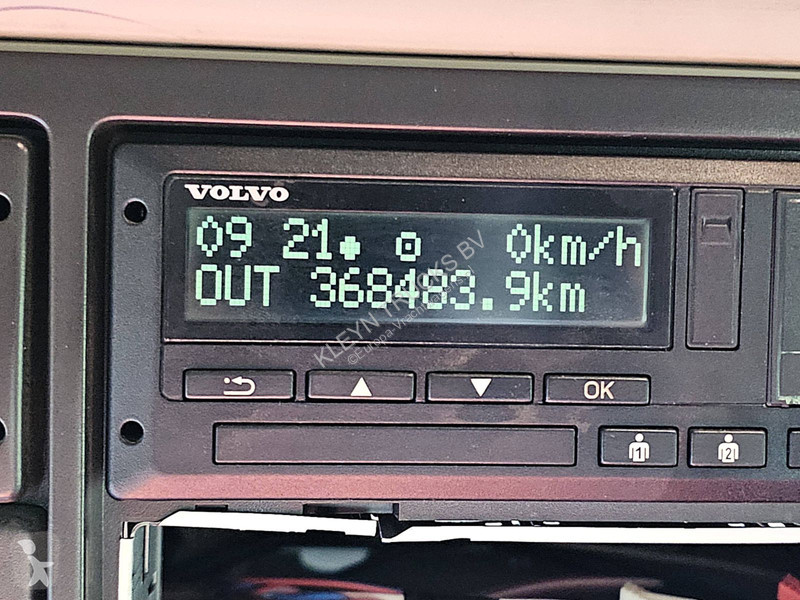 VOLVO
09 21 0km/h
OUT 368483.9km
OK
1 2
KLEYN TRUCKS BV